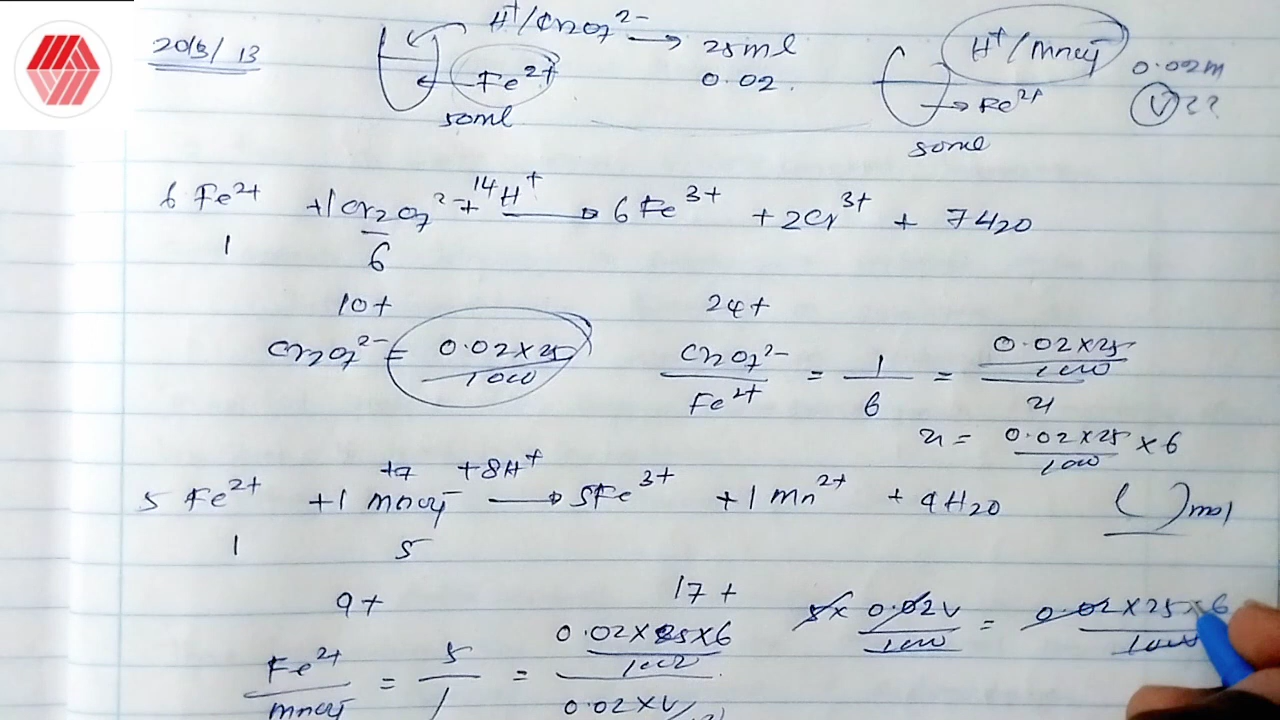 2013/ 13
H⁺/Cr₂O₇²⁻ → 25ml
0.02.
Fe²⁺
50ml
H⁺/MnO₄⁻ 0.02M
V??
Fe²⁺
50ml
6 Fe²⁺ + 1 Cr₂O₇²⁻ + 14H⁺ → 6Fe³⁺ + 2Cr³⁺ + 7H₂O
1 6
10+ 24+
Cr₂O₇²⁻ = 0.02×25/1000
Cr₂O₇²⁻/Fe²⁺ = 1/6 = 0.02×25/1000 / x
x = 0.02×25/1000 × 6
5 Fe²⁺ + 1 MnO₄⁻ + 8H⁺ → 5Fe³⁺ + 1 Mn²⁺ + 4H₂O ( ) mol
+7
1 5
9+ 17+
Fe²⁺/MnO₄⁻ = 5/1 = 0.02×25×6/1000 / 0.02×V
5× 0.02V/1000 = 0.02×25×6/1000